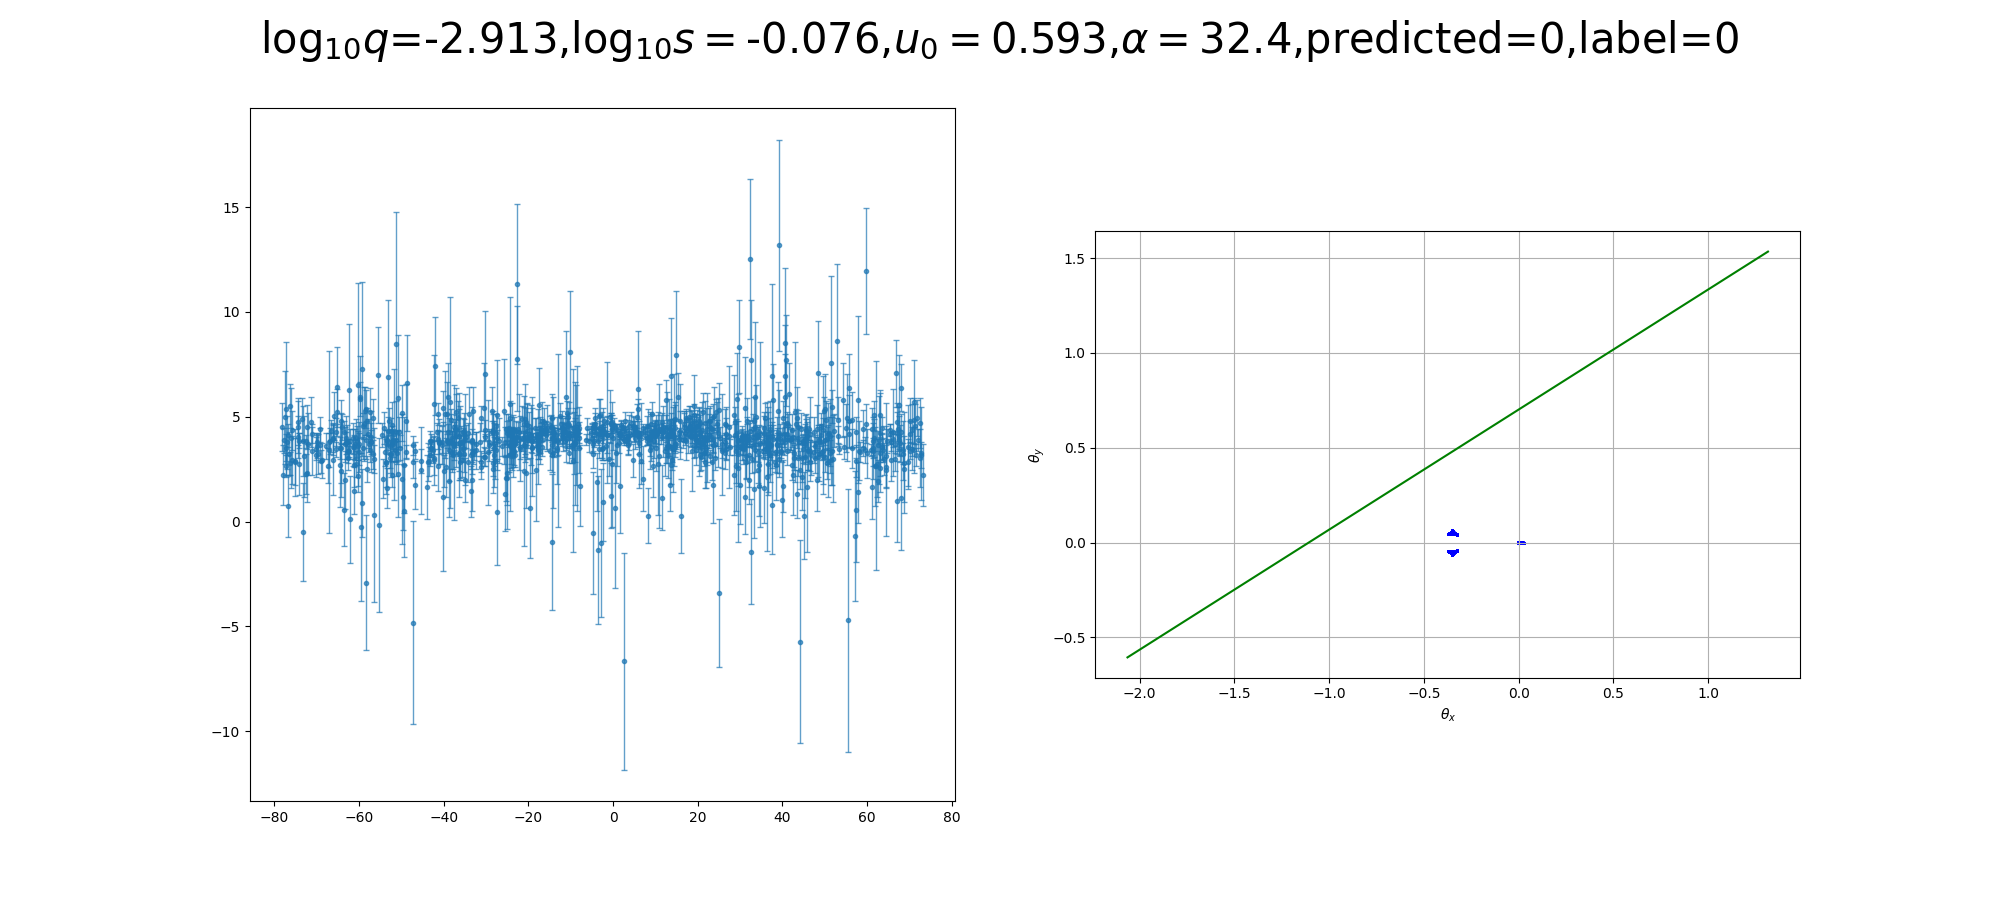 log₁₀q=-2.913,log₁₀s = -0.076,u₀ = 0.593,α = 32.4,predicted=0,label=0
15
10
5
0
−5
−10
−80 −60 −40 −20 0 20 40 60 80
1.5
1.0
0.5
0.0
−0.5
θy
−2.0 −1.5 −1.0 −0.5 0.0 0.5 1.0
θx